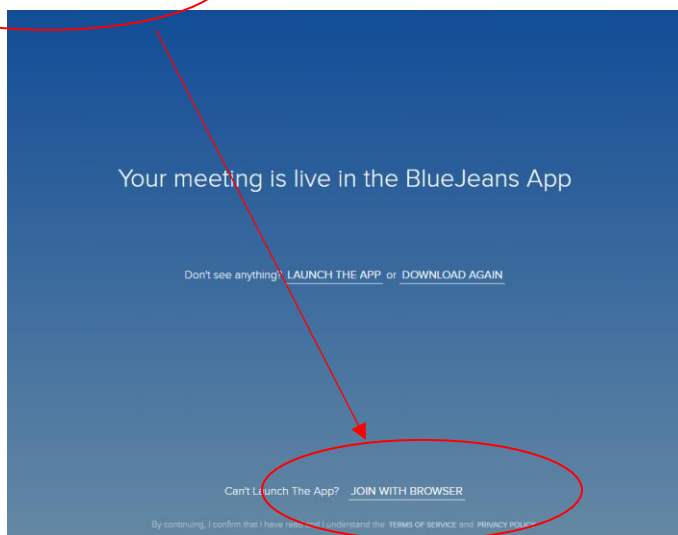 Your meeting is live in the BlueJeans App
Don't see anything? LAUNCH THE APP or DOWNLOAD AGAIN
Can't Launch The App? JOIN WITH BROWSER
By continuing, I confirm that I have read and I understand the TERMS OF SERVICE and PRIVACY POLICY